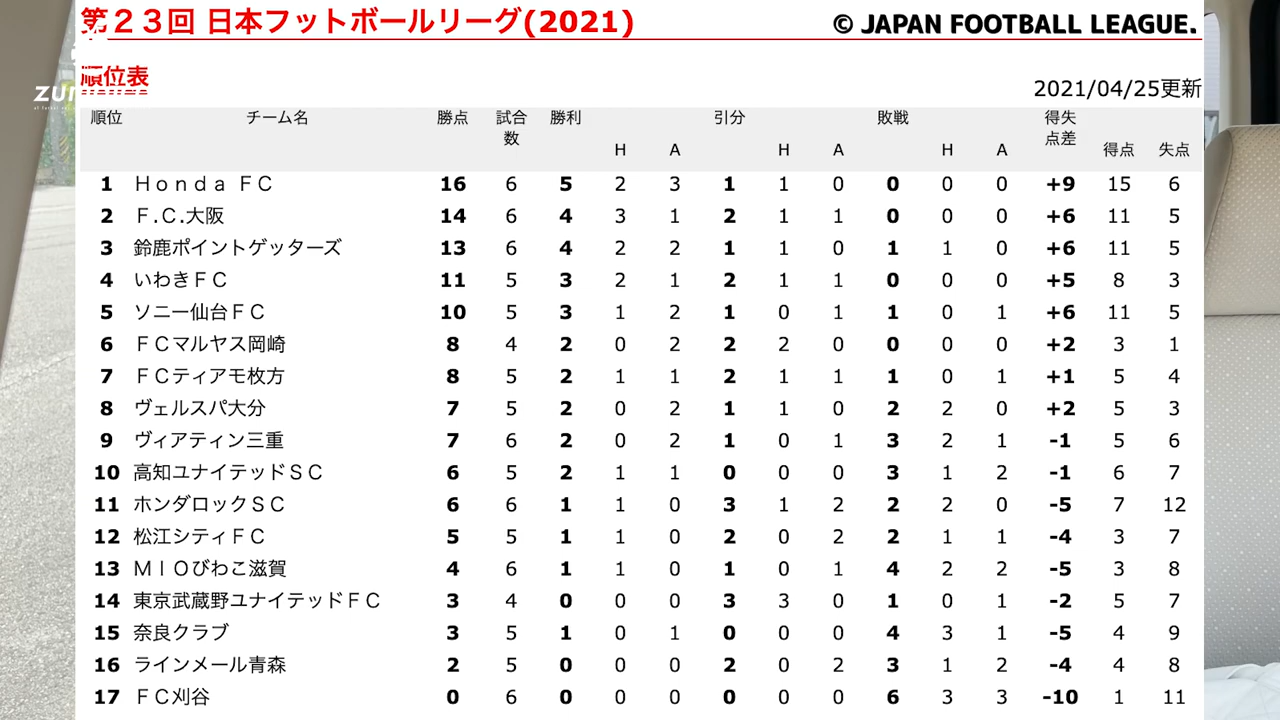 第２３回 日本フットボールリーグ(2021)
© JAPAN FOOTBALL LEAGUE.
順位表
2021/04/25更新
順位 チーム名 勝点 試合数 勝利 引分 敗戦 得失点差
H A H A H A 得点 失点
1 Ｈｏｎｄａ ＦＣ 16 6 5 2 3 1 1 0 0 0 0 +9 15 6
2 Ｆ.Ｃ.大阪 14 6 4 3 1 2 1 1 0 0 0 +6 11 5
3 鈴鹿ポイントゲッターズ 13 6 4 2 2 1 1 0 1 1 0 +6 11 5
4 いわきＦＣ 11 5 3 2 1 2 1 1 0 0 0 +5 8 3
5 ソニー仙台ＦＣ 10 5 3 1 2 1 0 1 1 0 1 +6 11 5
6 ＦＣマルヤス岡崎 8 4 2 0 2 2 2 0 0 0 0 +2 3 1
7 ＦＣティアモ枚方 8 5 2 1 1 2 1 1 1 0 1 +1 5 4
8 ヴェルスパ大分 7 5 2 0 2 1 1 0 2 2 0 +2 5 3
9 ヴィアティン三重 7 6 2 0 2 1 0 1 3 2 1 -1 5 6
10 高知ユナイテッドＳＣ 6 5 2 1 1 0 0 0 3 1 2 -1 6 7
11 ホンダロックＳＣ 6 6 1 1 0 3 1 2 2 2 0 -5 7 12
12 松江シティＦＣ 5 5 1 1 0 2 0 2 2 1 1 -4 3 7
13 ＭＩＯびわこ滋賀 4 6 1 1 0 1 0 1 4 2 2 -5 3 8
14 東京武蔵野ユナイテッドＦＣ 3 4 0 0 0 3 3 0 1 0 1 -2 5 7
15 奈良クラブ 3 5 1 0 1 0 0 0 4 3 1 -5 4 9
16 ラインメール青森 2 5 0 0 0 2 0 2 3 1 2 -4 4 8
17 ＦＣ刈谷 0 6 0 0 0 0 0 0 6 3 3 -10 1 11